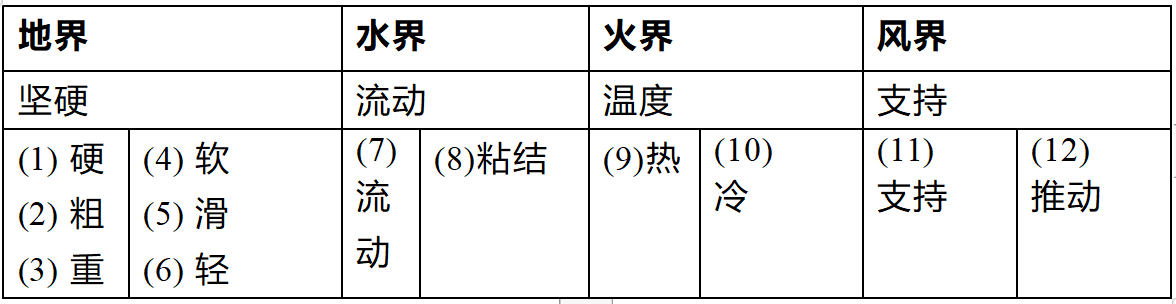 地界 水界 火界 风界
坚硬 流动 温度 支持
(1) 硬
(2) 粗
(3) 重
(4) 软
(5) 滑
(6) 轻
(7)
流
动
(8)粘结
(9)热
(10)
冷
(11)
支持
(12)
推动